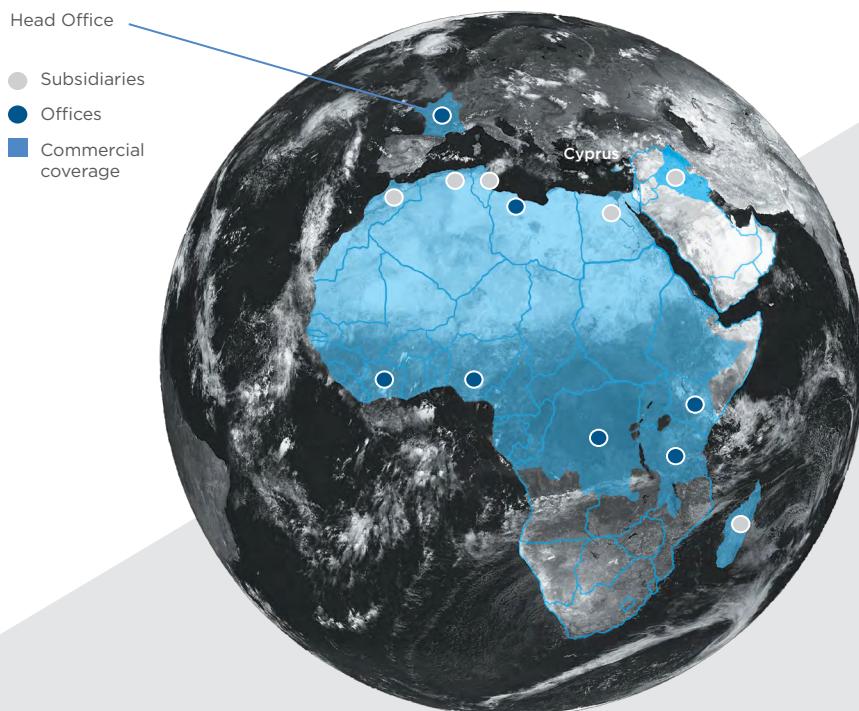 Head Office
Subsidiaries
Offices
Commercial
coverage
Cyprus